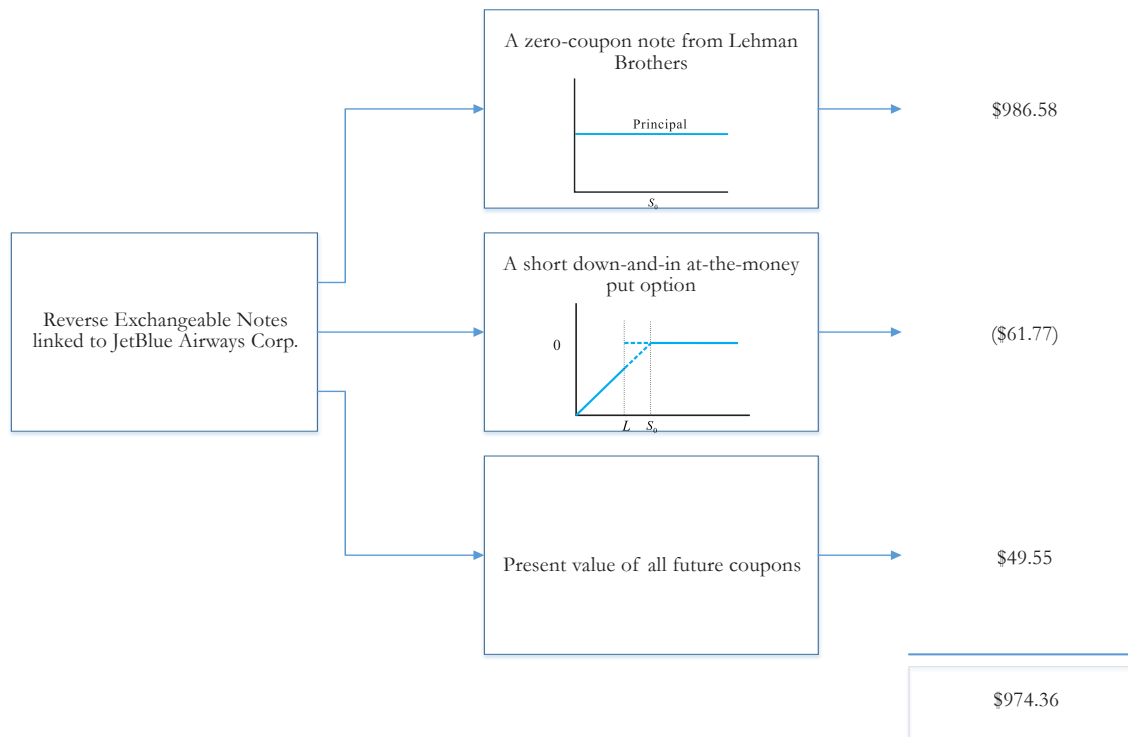 A zero-coupon note from Lehman
Brothers
Principal
S₀
$986.58
Reverse Exchangeable Notes
linked to JetBlue Airways Corp.
A short down-and-in at-the-money
put option
0
L S₀
($61.77)
Present value of all future coupons
$49.55
$974.36